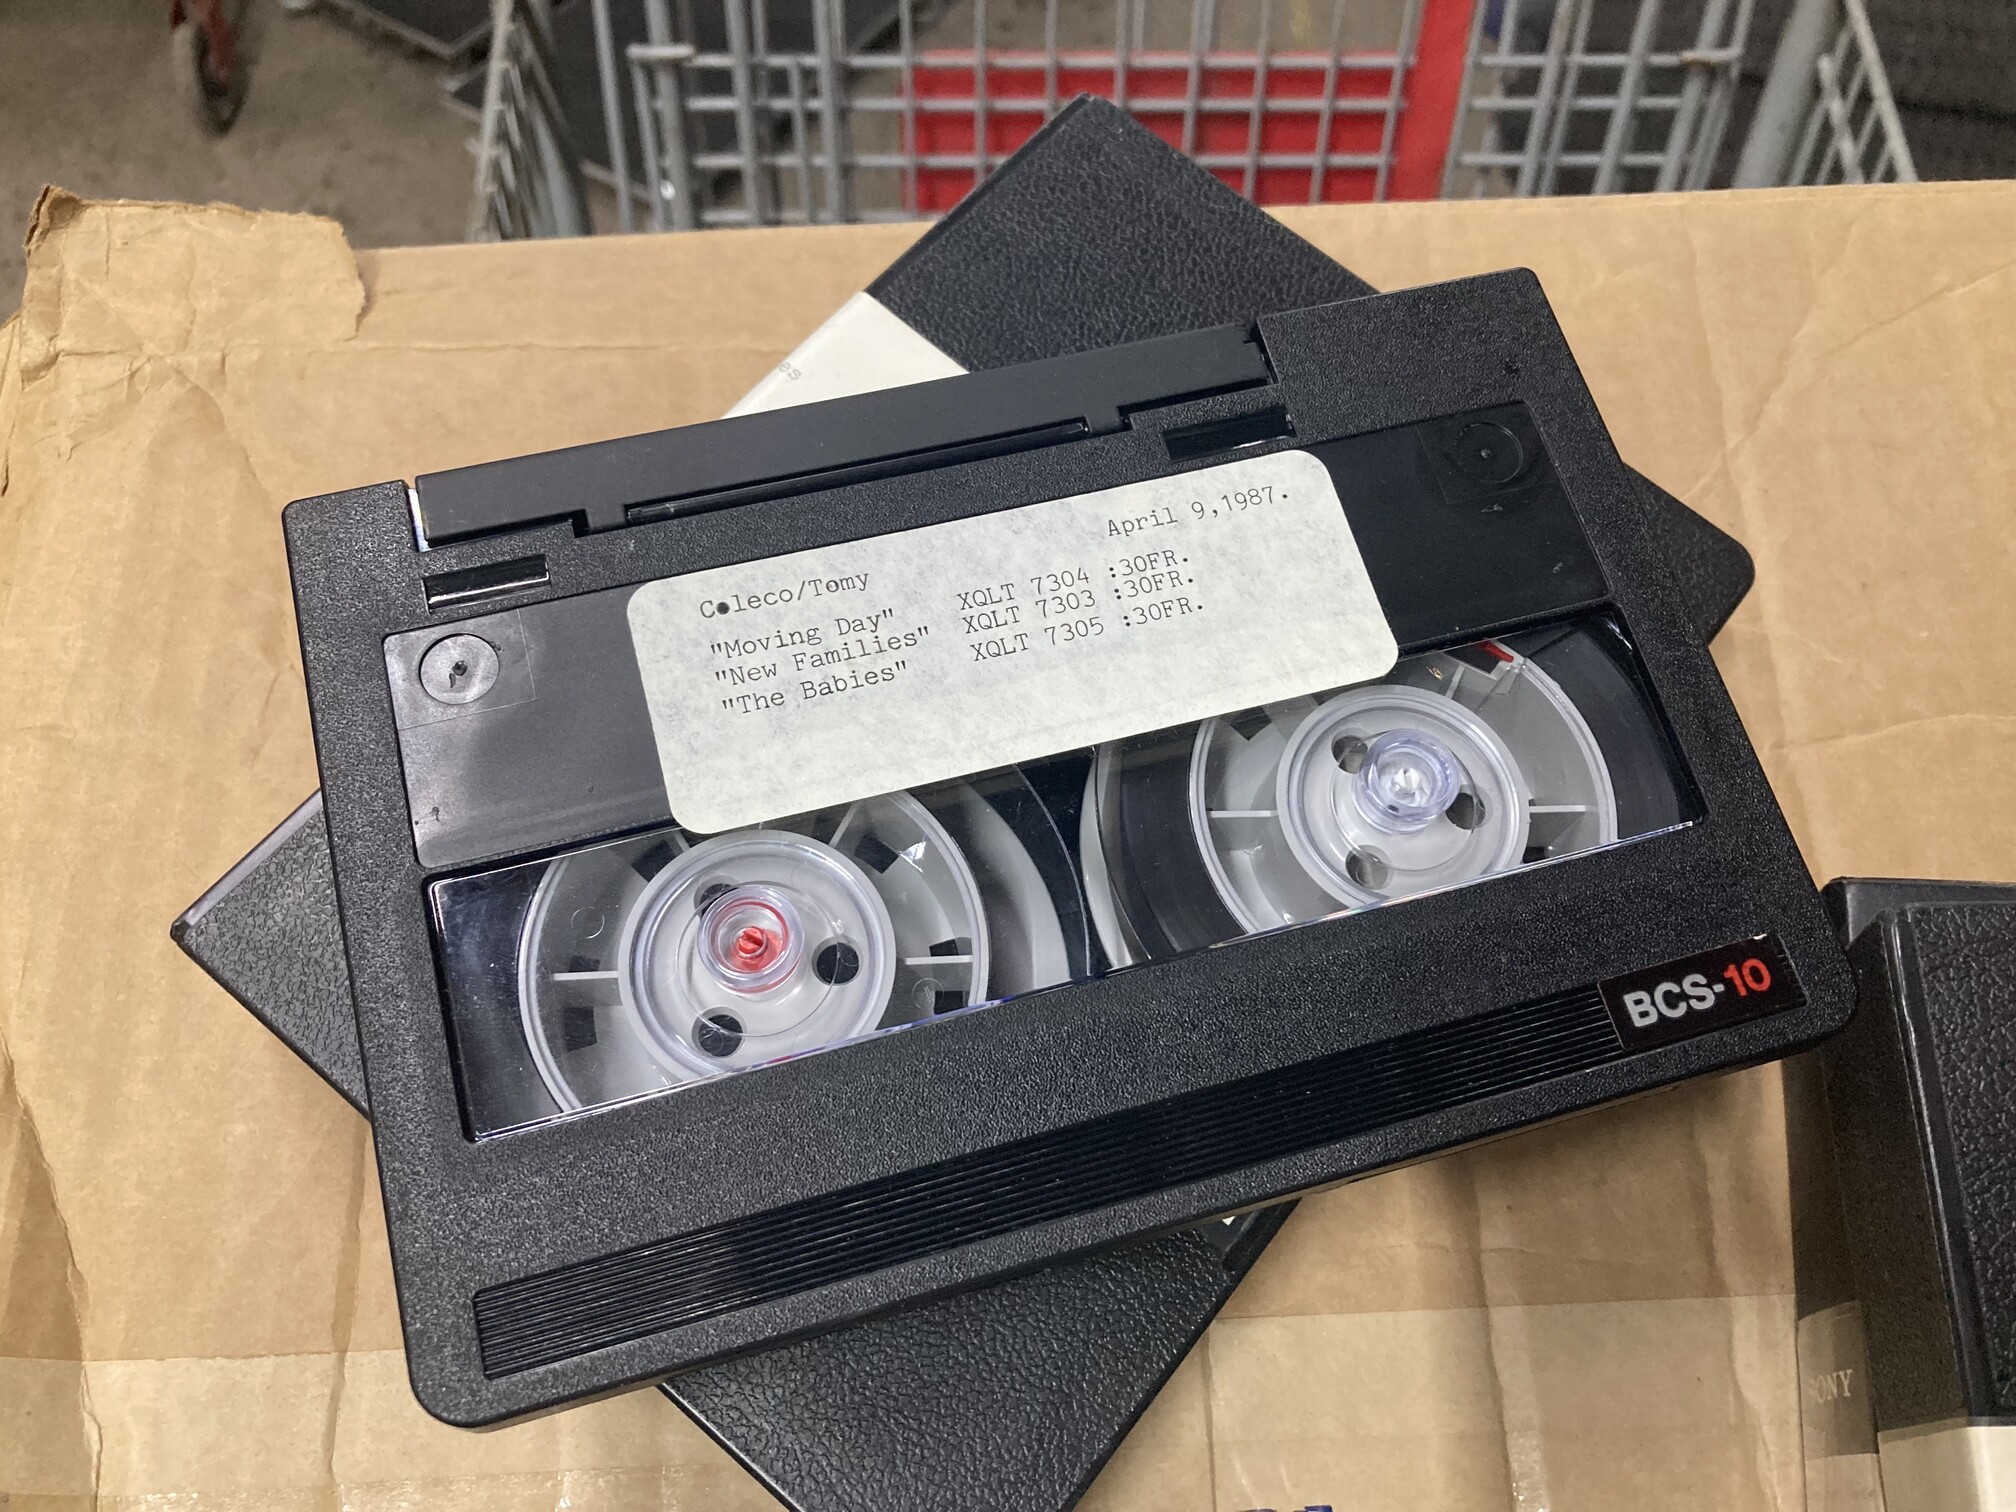 April 9,1987.
Coleco/Tomy
"Moving Day" XQLT 7304 :30FR.
"New Families" XQLT 7303 :30FR.
"The Babies" XQLT 7305 :30FR.
BCS-10
SONY